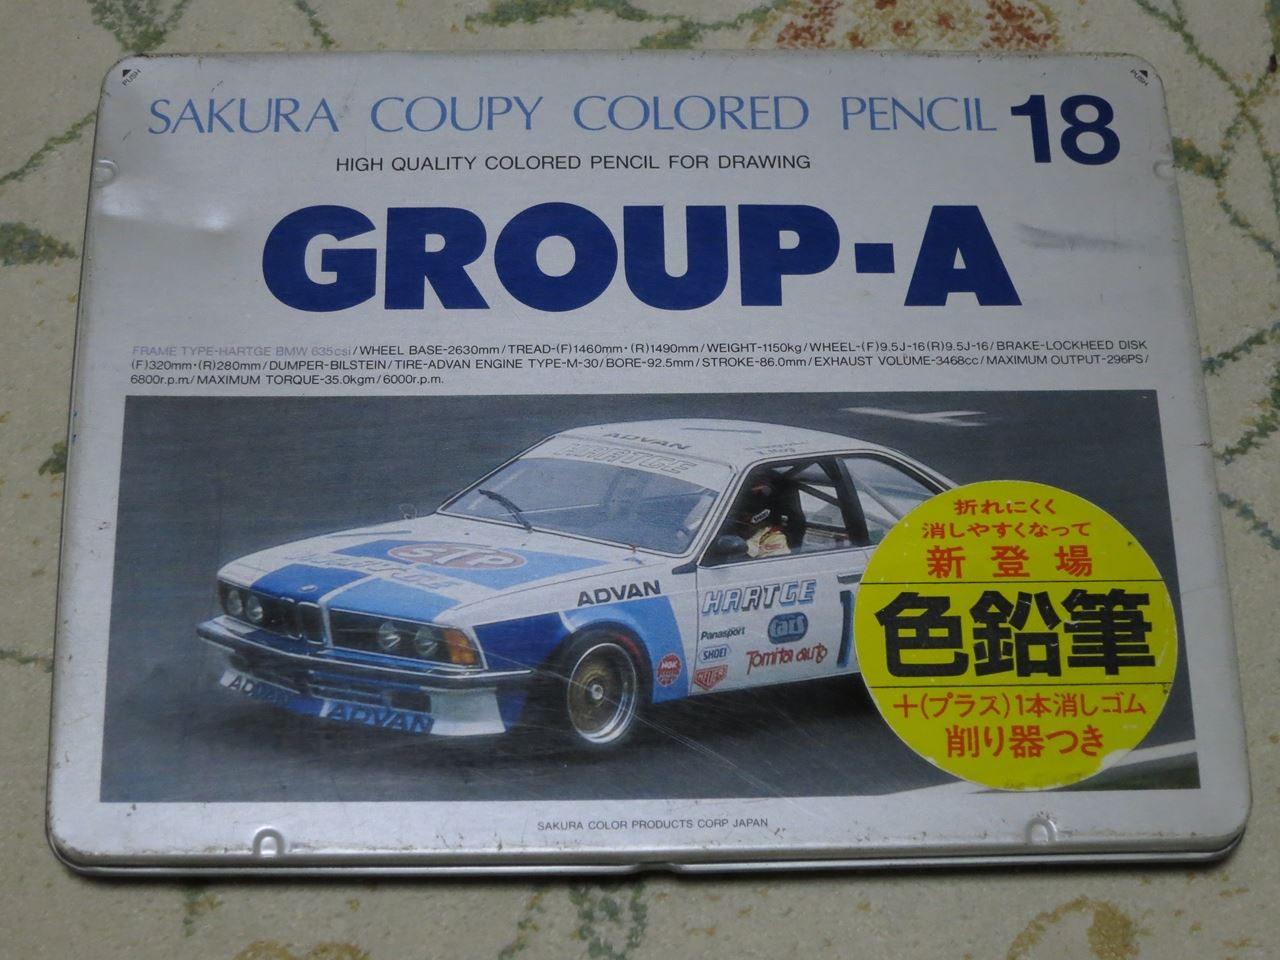 PUSH
PUSH
SAKURA COUPY COLORED PENCIL 18
HIGH QUALITY COLORED PENCIL FOR DRAWING
GROUP-A
FRAME TYPE-HARTGE BMW 635csi/WHEEL BASE-2630mm/TREAD-(F)1460mm・(R)1490mm/WEIGHT-1150kg/WHEEL-(F)9.5J-16(R)9.5J-16/BRAKE-LOCKHEED DISK
(F)320mm・(R)280mm/DUMPER-BILSTEIN/TIRE-ADVAN ENGINE TYPE-M-30/BORE-92.5mm/STROKE-86.0mm/EXHAUST VOLUME-3468cc/MAXIMUM OUTPUT-296PS/
6800r.p.m/MAXIMUM TORQUE-35.0kgm/6000r.p.m.
ADVAN
HARTGE
STP
HARTGE
ADVAN
HARTGE
Panasport
SHOEI
NGK
Tomita auto
ADVAN
ADVAN
折れにくく
消しやすくなって
新登場
色鉛筆
+(プラス)1本消しゴム
削り器つき
SAKURA COLOR PRODUCTS CORP JAPAN